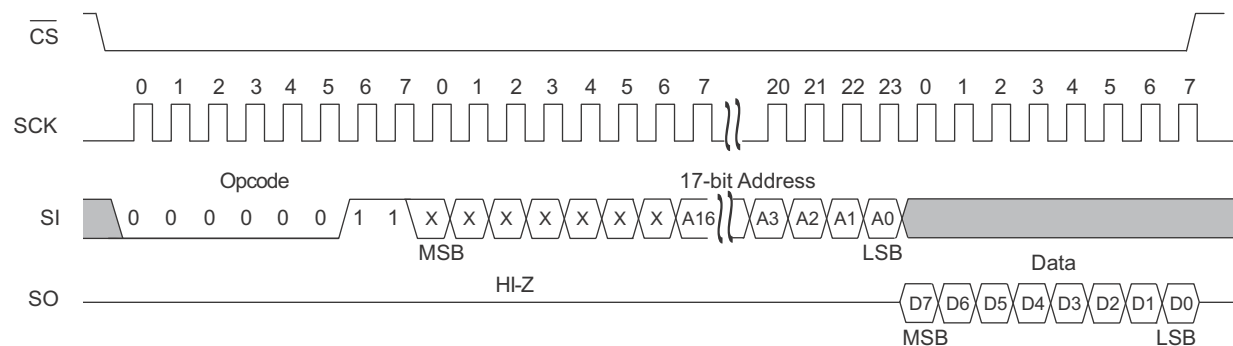 CS
0 1 2 3 4 5 6 7 0 1 2 3 4 5 6 7 20 21 22 23 0 1 2 3 4 5 6 7
SCK
Opcode 17-bit Address
SI 0 0 0 0 0 0 1 1 X X X X X X X A16 A3 A2 A1 A0
MSB LSB
HI-Z Data
SO D7 D6 D5 D4 D3 D2 D1 D0
MSB LSB